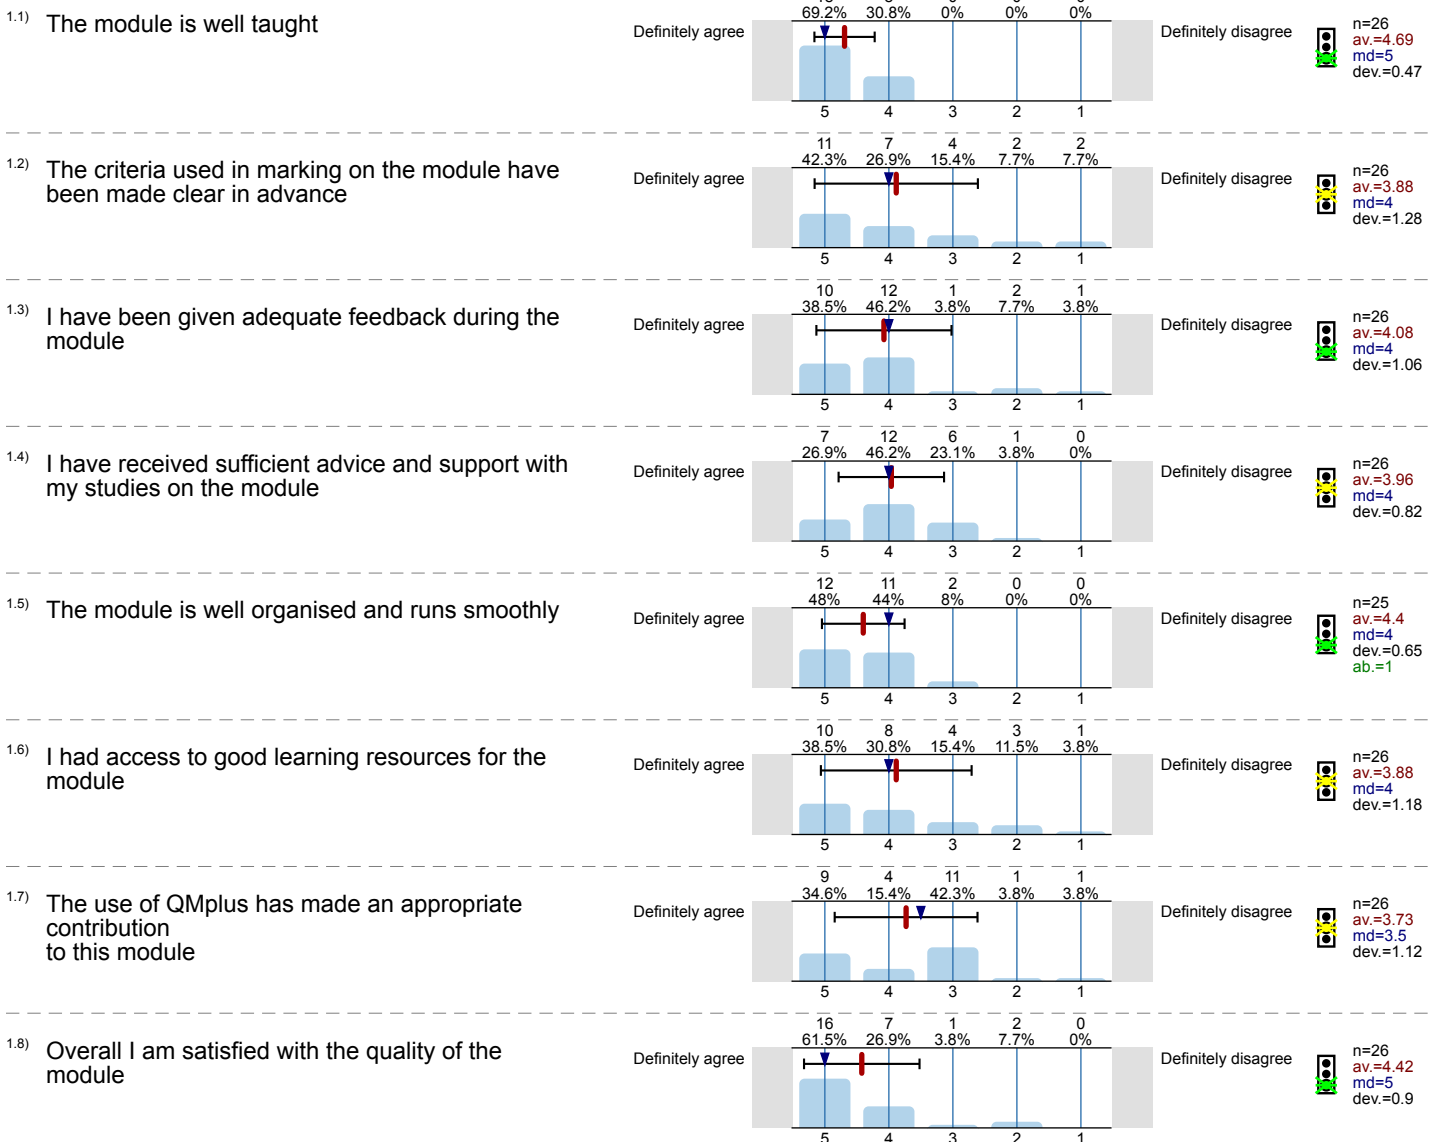 1.1) The module is well taught
Definitely agree
69.2% 30.8% 0% 0% 0%
5 4 3 2 1
Definitely disagree
n=26
av.=4.69
md=5
dev.=0.47
11 7 4 2 2
1.2) The criteria used in marking on the module have
been made clear in advance
Definitely agree
42.3% 26.9% 15.4% 7.7% 7.7%
5 4 3 2 1
Definitely disagree
n=26
av.=3.88
md=4
dev.=1.28
10 12 1 2 1
1.3) I have been given adequate feedback during the
module
Definitely agree
38.5% 46.2% 3.8% 7.7% 3.8%
5 4 3 2 1
Definitely disagree
n=26
av.=4.08
md=4
dev.=1.06
7 12 6 1 0
1.4) I have received sufficient advice and support with
my studies on the module
Definitely agree
26.9% 46.2% 23.1% 3.8% 0%
5 4 3 2 1
Definitely disagree
n=26
av.=3.96
md=4
dev.=0.82
12 11 2 0 0
1.5) The module is well organised and runs smoothly
Definitely agree
48% 44% 8% 0% 0%
5 4 3 2 1
Definitely disagree
n=25
av.=4.4
md=4
dev.=0.65
ab.=1
10 8 4 3 1
1.6) I had access to good learning resources for the
module
Definitely agree
38.5% 30.8% 15.4% 11.5% 3.8%
5 4 3 2 1
Definitely disagree
n=26
av.=3.88
md=4
dev.=1.18
9 4 11 1 1
1.7) The use of QMplus has made an appropriate
contribution
to this module
Definitely agree
34.6% 15.4% 42.3% 3.8% 3.8%
5 4 3 2 1
Definitely disagree
n=26
av.=3.73
md=3.5
dev.=1.12
16 7 1 2 0
1.8) Overall I am satisfied with the quality of the
module
Definitely agree
61.5% 26.9% 3.8% 7.7% 0%
5 4 3 2 1
Definitely disagree
n=26
av.=4.42
md=5
dev.=0.9